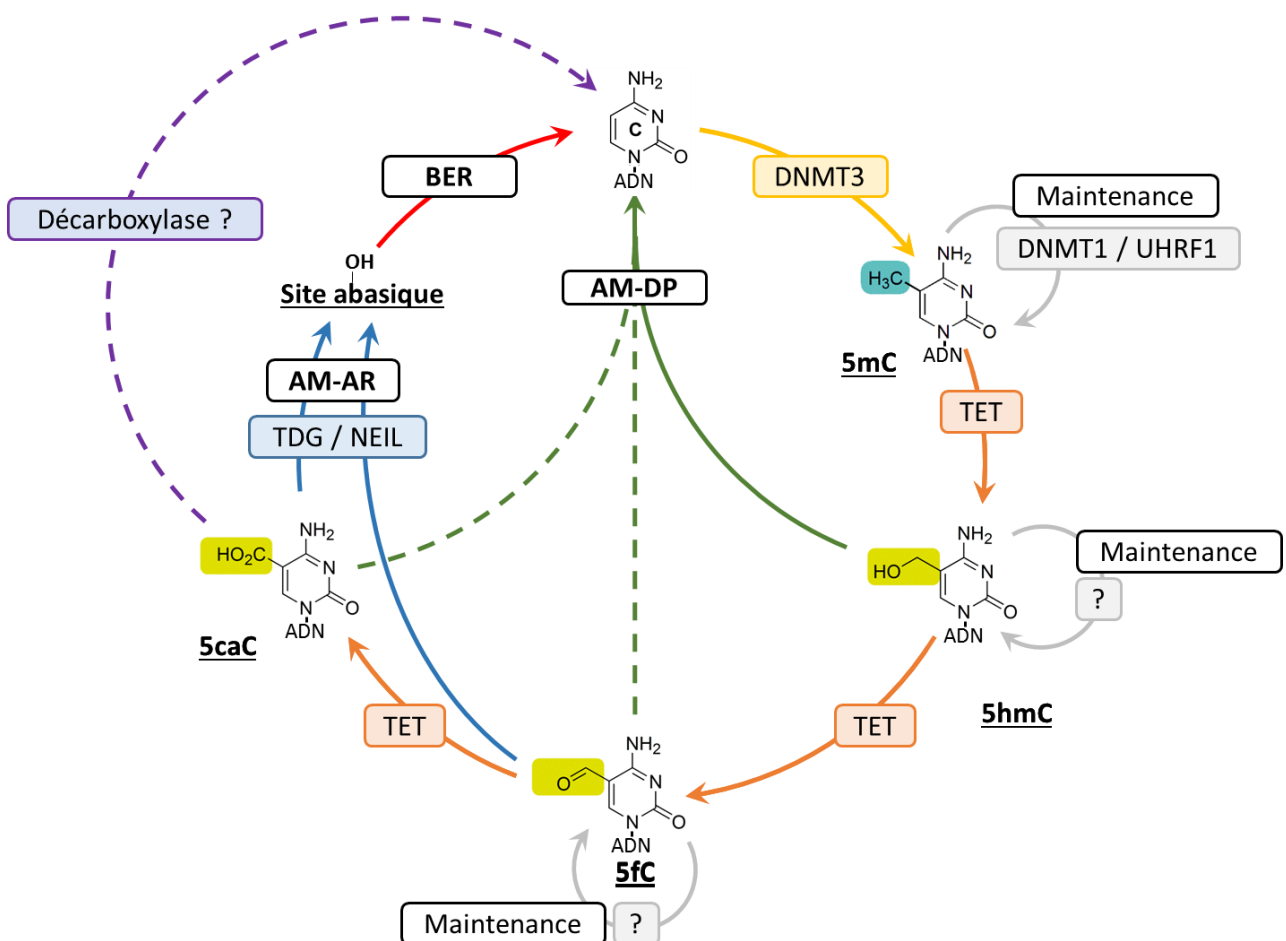 NH₂
N
C
N
O
ADN
BER
DNMT3
Maintenance
DNMT1 / UHRF1
Décarboxylase ?
OH
Site abasique
AM-DP
H₃C
NH₂
N
N
O
ADN
5mC
AM-AR
TDG / NEIL
TET
HO₂C
NH₂
N
N
O
ADN
5caC
HO
NH₂
N
N
O
ADN
5hmC
Maintenance
?
TET
TET
O
NH₂
N
N
O
ADN
5fC
Maintenance
?